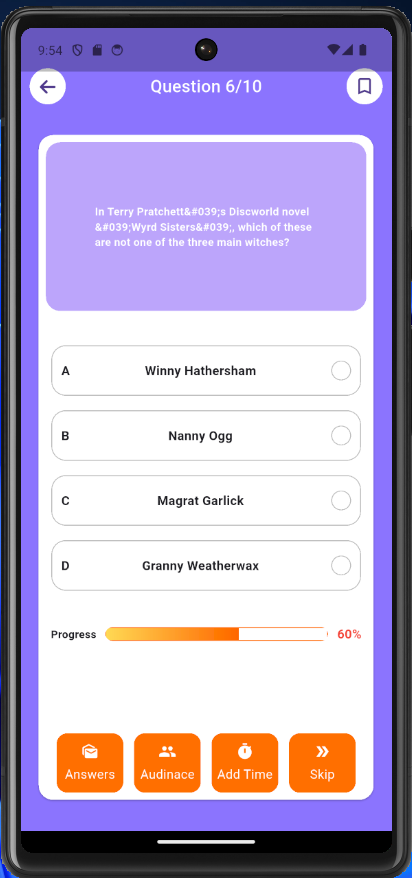 9:54
Question 6/10
In Terry Pratchett&#039;s Discworld novel
&#039;Wyrd Sisters&#039;, which of these
are not one of the three main witches?
A Winny Hathersham
B Nanny Ogg
C Magrat Garlick
D Granny Weatherwax
Progress 60%
Answers Audinace Add Time Skip